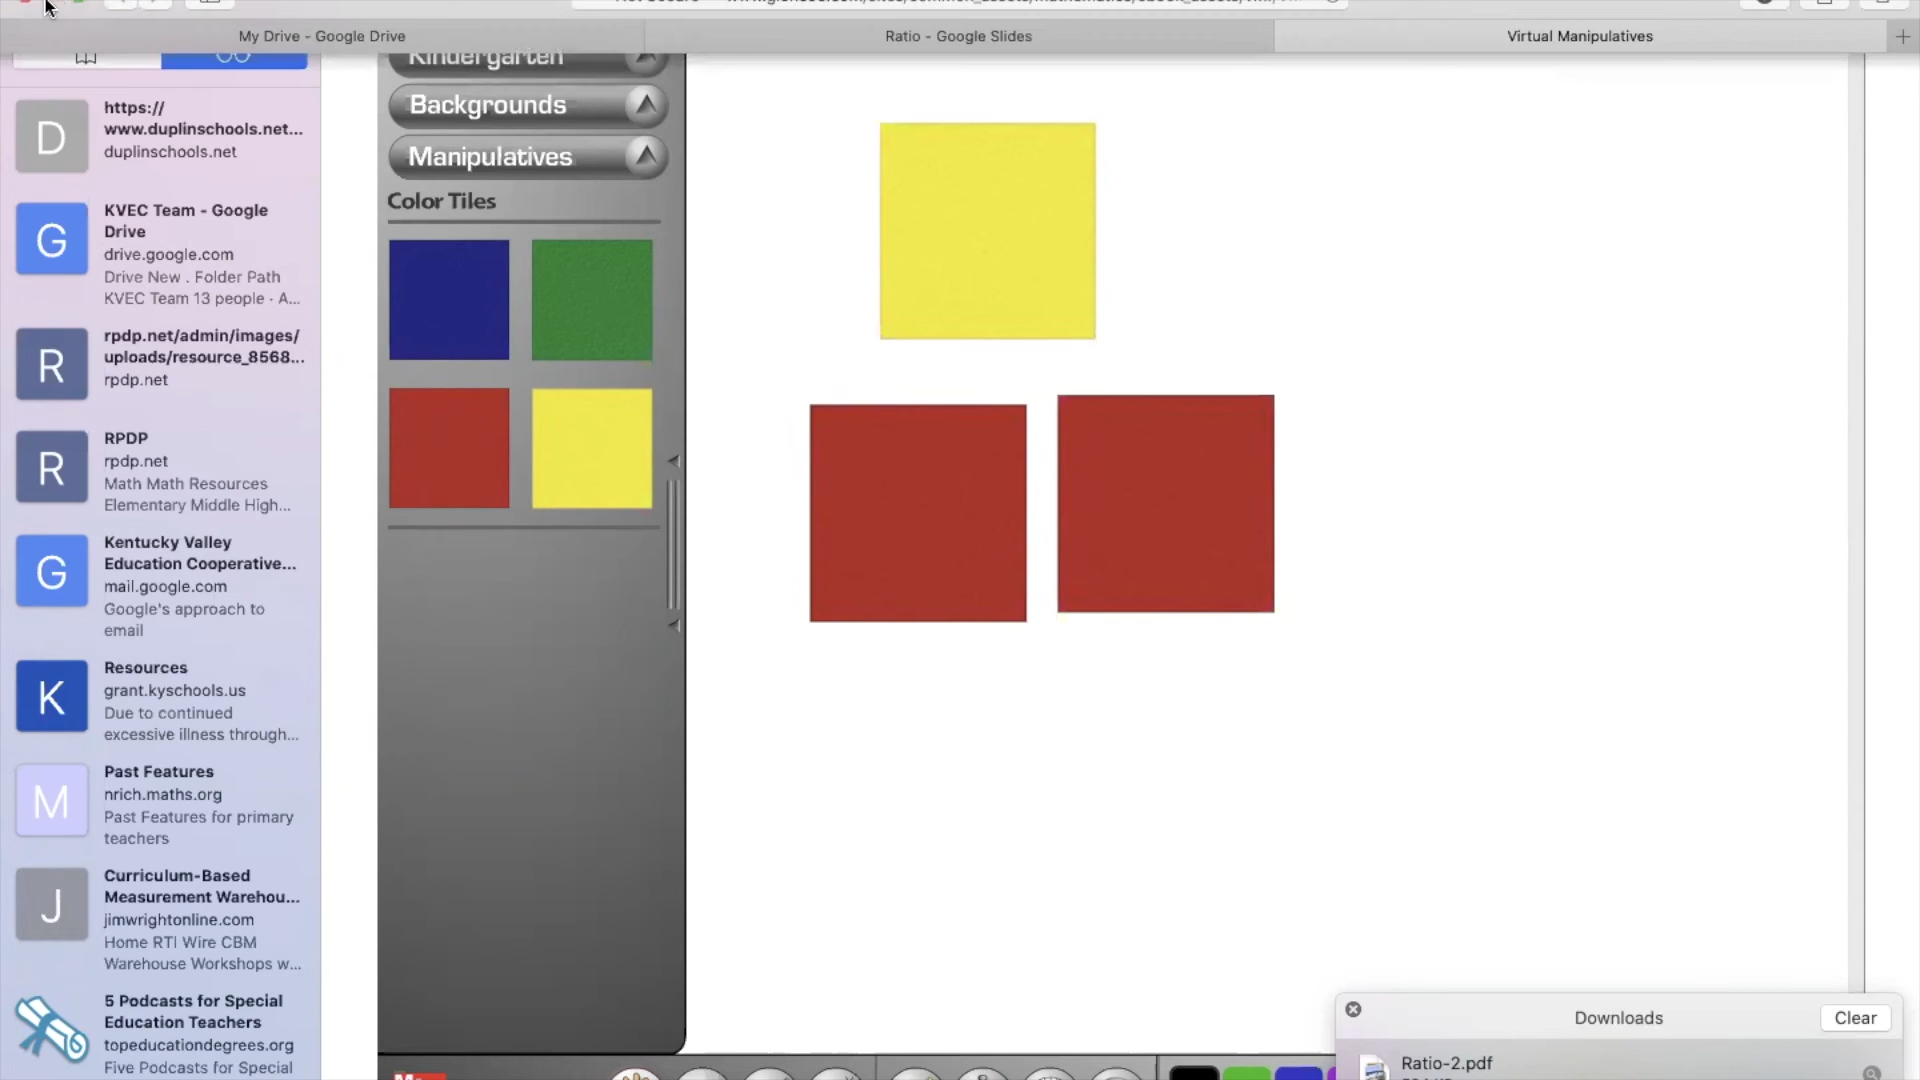 My Drive - Google Drive
Ratio - Google Slides
Virtual Manipulatives
D
https://
www.duplinschools.net...
duplinschools.net
G
KVEC Team - Google
Drive
drive.google.com
Drive New . Folder Path
KVEC Team 13 people · A...
R
rpdp.net/admin/images/
uploads/resource_8568...
rpdp.net
R
RPDP
rpdp.net
Math Math Resources
Elementary Middle High...
G
Kentucky Valley
Education Cooperative...
mail.google.com
Google's approach to
email
K
Resources
grant.kyschools.us
Due to continued
excessive illness through...
M
Past Features
nrich.maths.org
Past Features for primary
teachers
J
Curriculum-Based
Measurement Warehou...
jimwrightonline.com
Home RTI Wire CBM
Warehouse Workshops w...
5 Podcasts for Special
Education Teachers
topeducationdegrees.org
Five Podcasts for Special
Kindergarten
Backgrounds
Manipulatives
Color Tiles
Downloads
Clear
Ratio-2.pdf